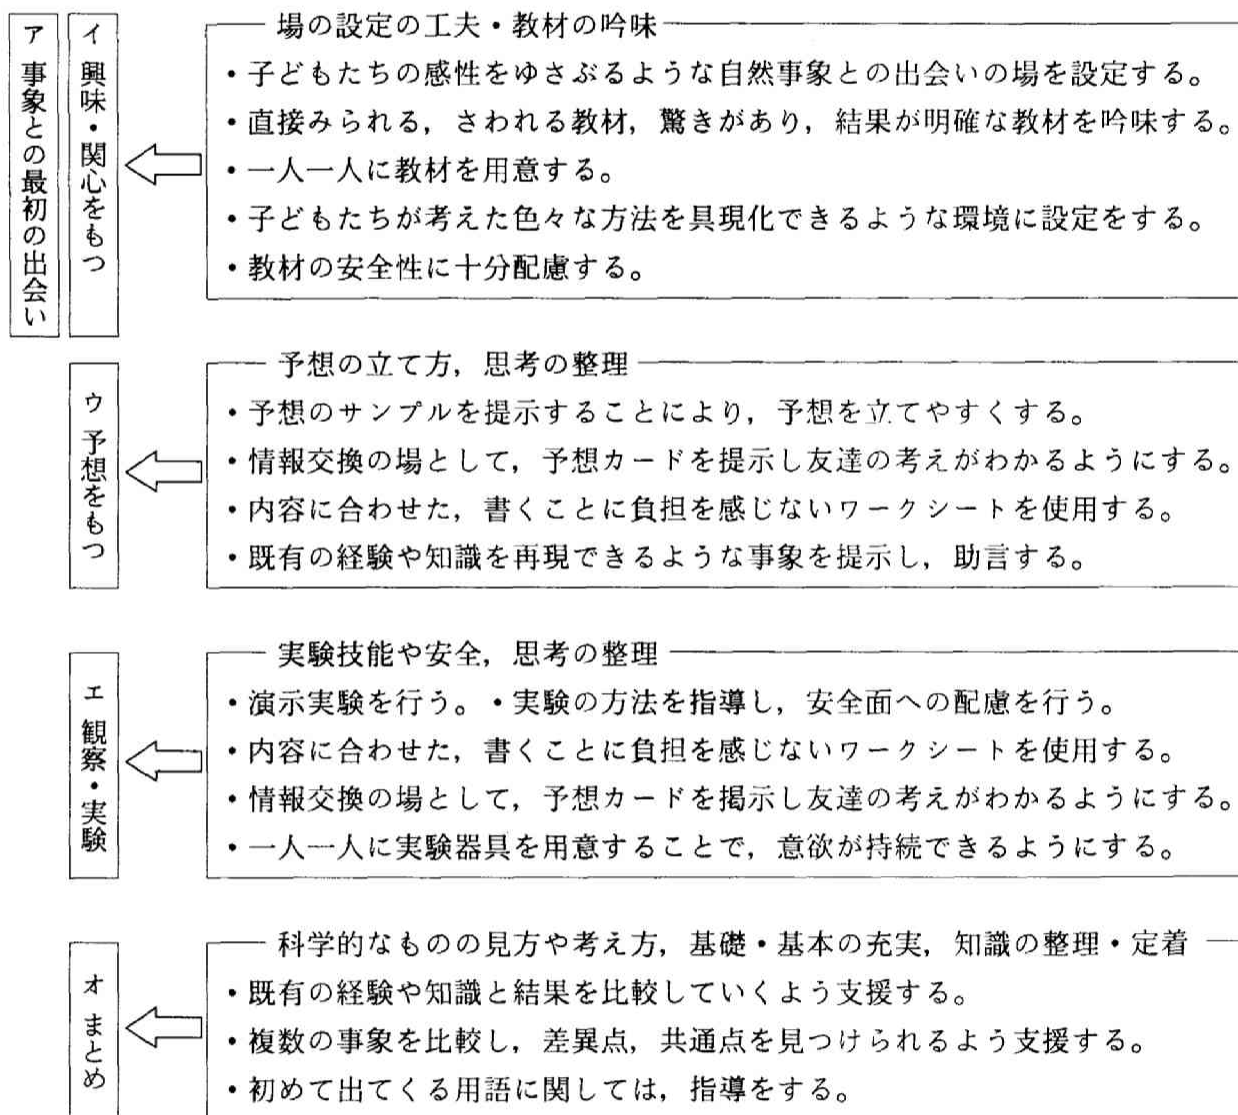 ア 事象との最初の出会い
イ 興味・関心をもつ
場の設定の工夫・教材の吟味
・子どもたちの感性をゆさぶるような自然事象との出会いの場を設定する。
・直接みられる，さわれる教材，驚きがあり，結果が明確な教材を吟味する。
・一人一人に教材を用意する。
・子どもたちが考えた色々な方法を具現化できるような環境に設定をする。
・教材の安全性に十分配慮する。
ウ 予想をもつ
予想の立て方，思考の整理
・予想のサンプルを提示することにより，予想を立てやすくする。
・情報交換の場として，予想カードを提示し友達の考えがわかるようにする。
・内容に合わせた，書くことに負担を感じないワークシートを使用する。
・既有の経験や知識を再現できるような事象を提示し，助言する。
エ 観察・実験
実験技能や安全，思考の整理
・演示実験を行う。・実験の方法を指導し，安全面への配慮を行う。
・内容に合わせた，書くことに負担を感じないワークシートを使用する。
・情報交換の場として，予想カードを掲示し友達の考えがわかるようにする。
・一人一人に実験器具を用意することで，意欲が持続できるようにする。
オ まとめ
科学的なものの見方や考え方，基礎・基本の充実，知識の整理・定着
・既有の経験や知識と結果を比較していくよう支援する。
・複数の事象を比較し，差異点，共通点を見つけられるよう支援する。
・初めて出てくる用語に関しては，指導をする。